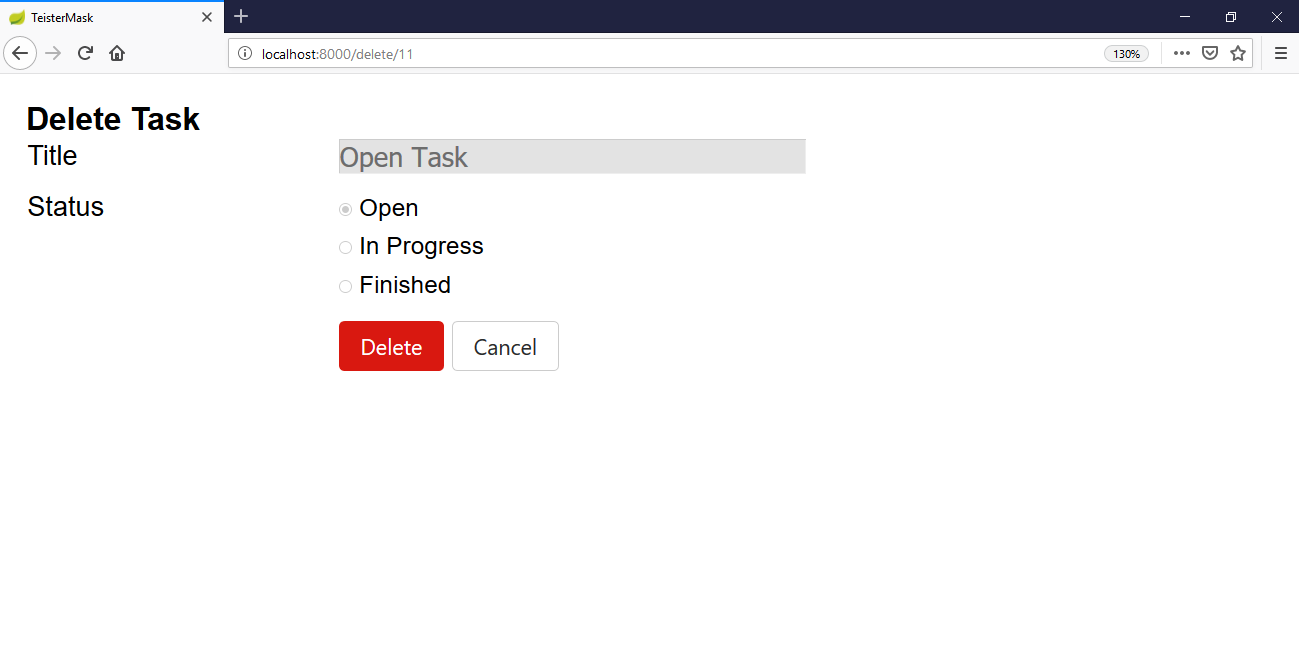 TeisterMask
localhost:8000/delete/11
130%
Delete Task
Title
Open Task
Status
Open
In Progress
Finished
Delete Cancel